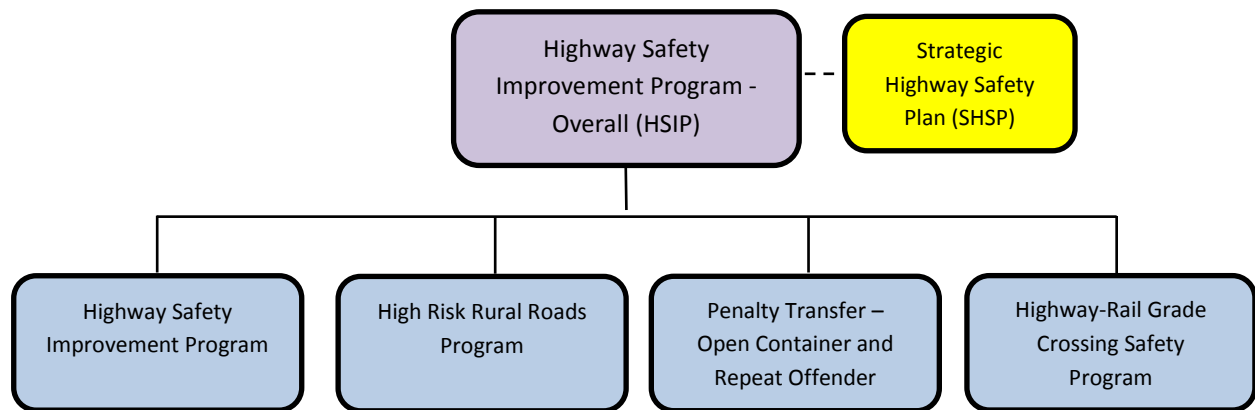 Highway Safety
Improvement Program -
Overall (HSIP)
Strategic
Highway Safety
Plan (SHSP)
Highway Safety
Improvement Program
High Risk Rural Roads
Program
Penalty Transfer –
Open Container and
Repeat Offender
Highway-Rail Grade
Crossing Safety
Program